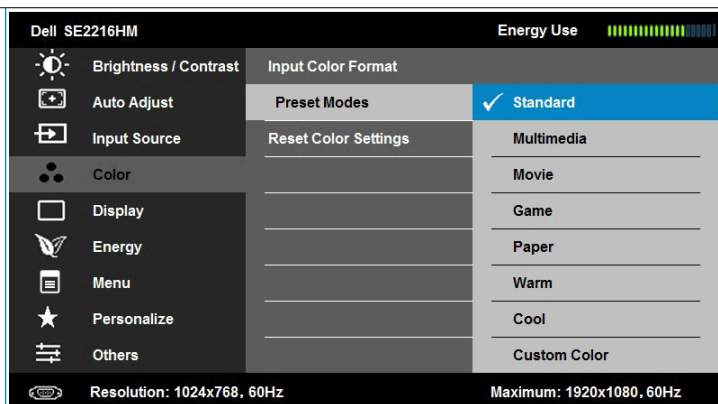 Dell SE2216HM Energy Use
Brightness / Contrast Input Color Format
Auto Adjust Preset Modes Standard
Input Source Reset Color Settings Multimedia
Color Movie
Display Game
Energy Paper
Menu Warm
Personalize Cool
Others Custom Color
Resolution: 1024x768, 60Hz Maximum: 1920x1080, 60Hz